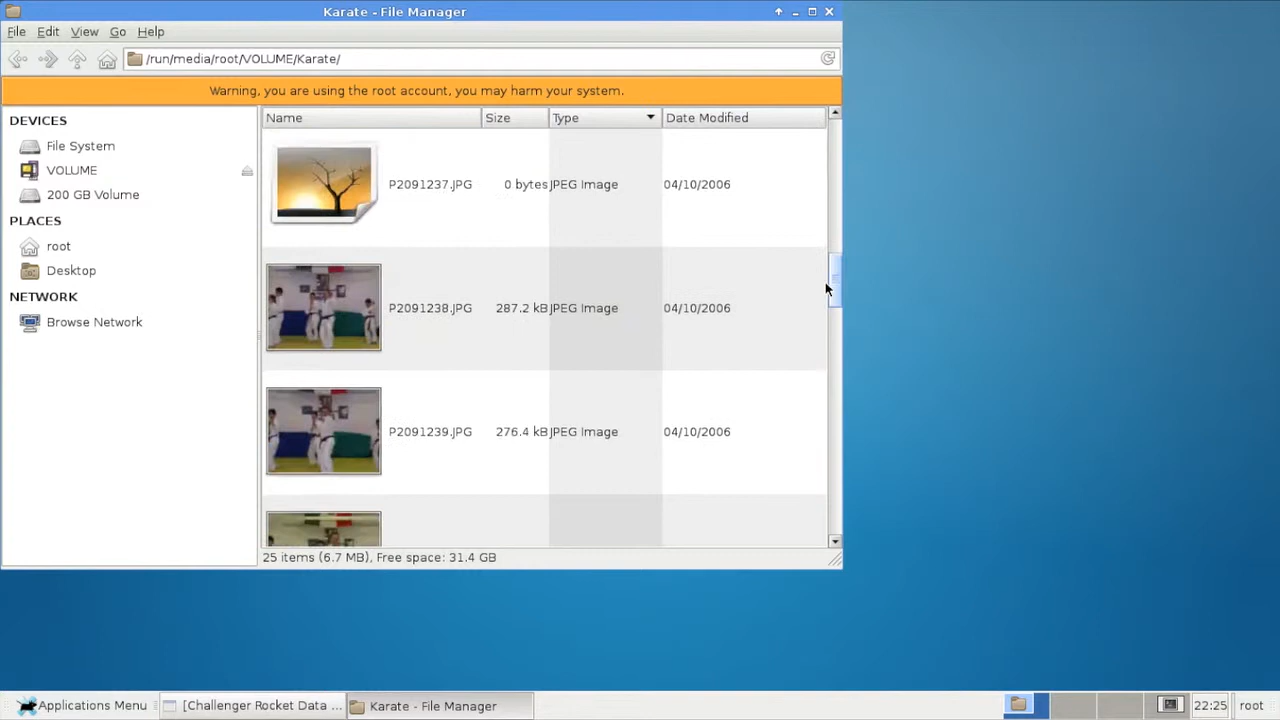 Karate - File Manager
File Edit View Go Help
/run/media/root/VOLUME/Karate/
Warning, you are using the root account, you may harm your system.
DEVICES
File System
VOLUME
200 GB Volume
PLACES
root
Desktop
NETWORK
Browse Network
Name Size Type Date Modified
P2091237.JPG 0 bytes JPEG Image 04/10/2006
P2091238.JPG 287.2 kB JPEG Image 04/10/2006
P2091239.JPG 276.4 kB JPEG Image 04/10/2006
25 items (6.7 MB), Free space: 31.4 GB
Applications Menu [Challenger Rocket Data ... Karate - File Manager 22:25 root